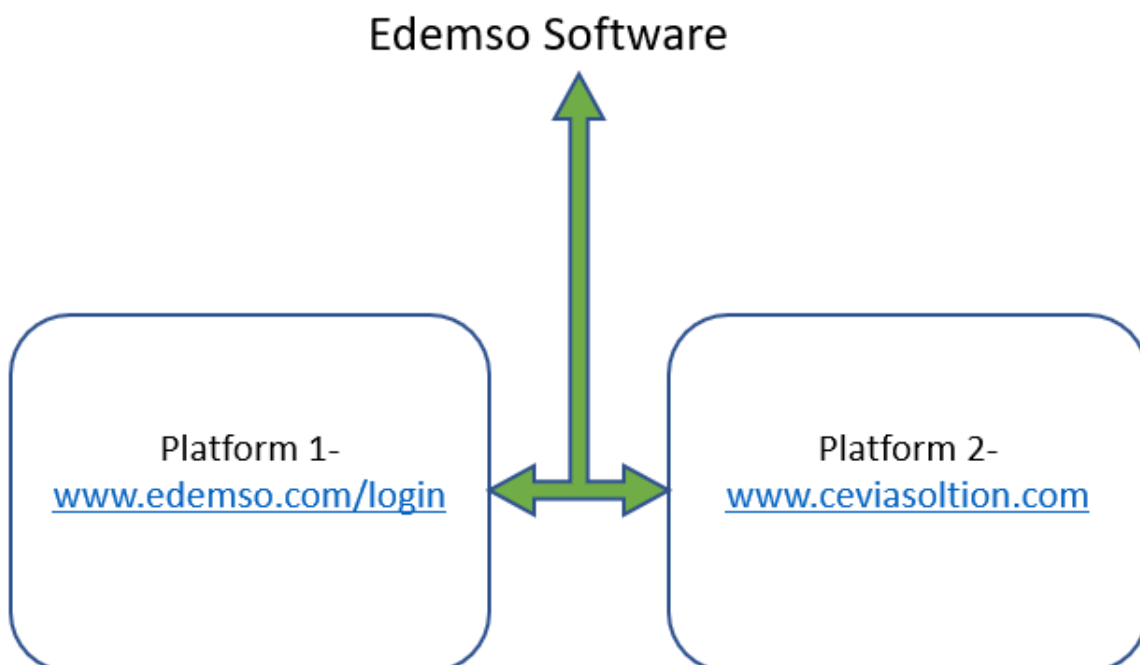 Edemso Software
Platform 1-
www.edemso.com/login
Platform 2-
www.ceviasoltion.com